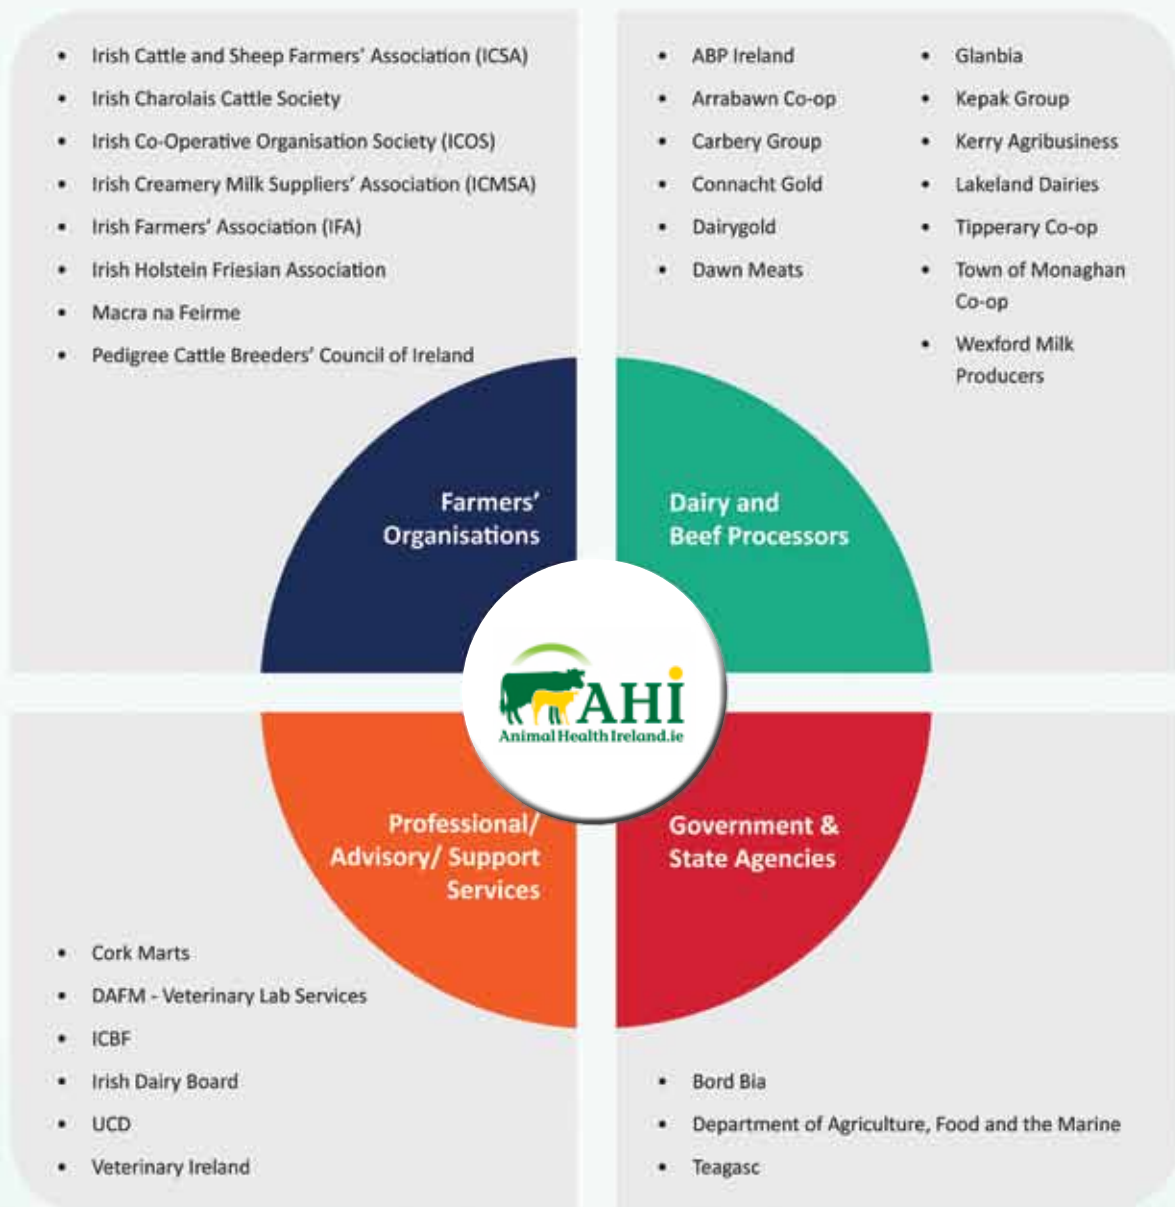 • Irish Cattle and Sheep Farmers' Association (ICSA)
• Irish Charolais Cattle Society
• Irish Co-Operative Organisation Society (ICOS)
• Irish Creamery Milk Suppliers' Association (ICMSA)
• Irish Farmers' Association (IFA)
• Irish Holstein Friesian Association
• Macra na Feirme
• Pedigree Cattle Breeders' Council of Ireland
• ABP Ireland
• Arrabawn Co-op
• Carbery Group
• Connacht Gold
• Dairygold
• Dawn Meats
• Glanbia
• Kepak Group
• Kerry Agribusiness
• Lakeland Dairies
• Tipperary Co-op
• Town of Monaghan
Co-op
• Wexford Milk
Producers
Farmers'
Organisations
Dairy and
Beef Processors
AHI
AnimalHealthIreland.ie
Professional/
Advisory/ Support
Services
Government &
State Agencies
• Cork Marts
• DAFM - Veterinary Lab Services
• ICBF
• Irish Dairy Board
• UCD
• Veterinary Ireland
• Bord Bia
• Department of Agriculture, Food and the Marine
• Teagasc